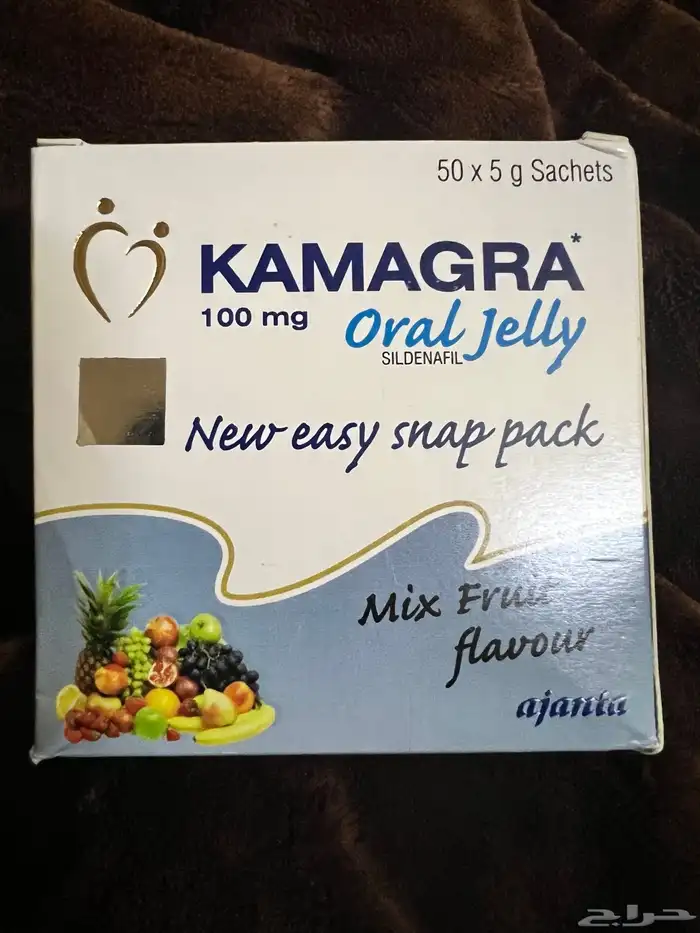 50 x 5 g Sachets
KAMAGRA*
100 mg Oral Jelly
SILDENAFIL
New easy snap pack
Mix Fruit
flavour
ajanta
حراج